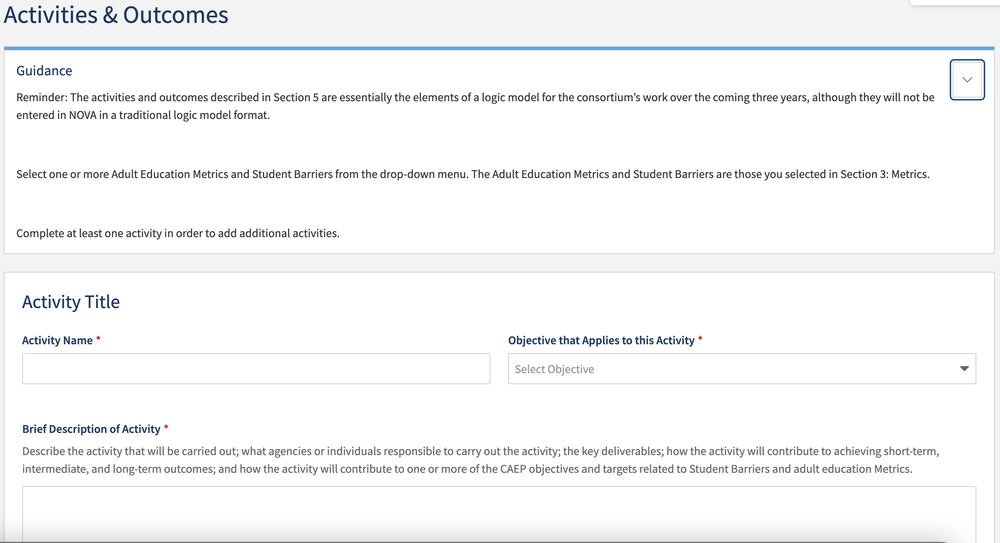 Activities & Outcomes
Guidance
Reminder: The activities and outcomes described in Section 5 are essentially the elements of a logic model for the consortium’s work over the coming three years, although they will not be
entered in NOVA in a traditional logic model format.
Select one or more Adult Education Metrics and Student Barriers from the drop-down menu. The Adult Education Metrics and Student Barriers are those you selected in Section 3: Metrics.
Complete at least one activity in order to add additional activities.
Activity Title
Activity Name *
Objective that Applies to this Activity *
Select Objective
Brief Description of Activity *
Describe the activity that will be carried out; what agencies or individuals responsible to carry out the activity; the key deliverables; how the activity will contribute to achieving short-term,
intermediate, and long-term outcomes; and how the activity will contribute to one or more of the CAEP objectives and targets related to Student Barriers and adult education Metrics.